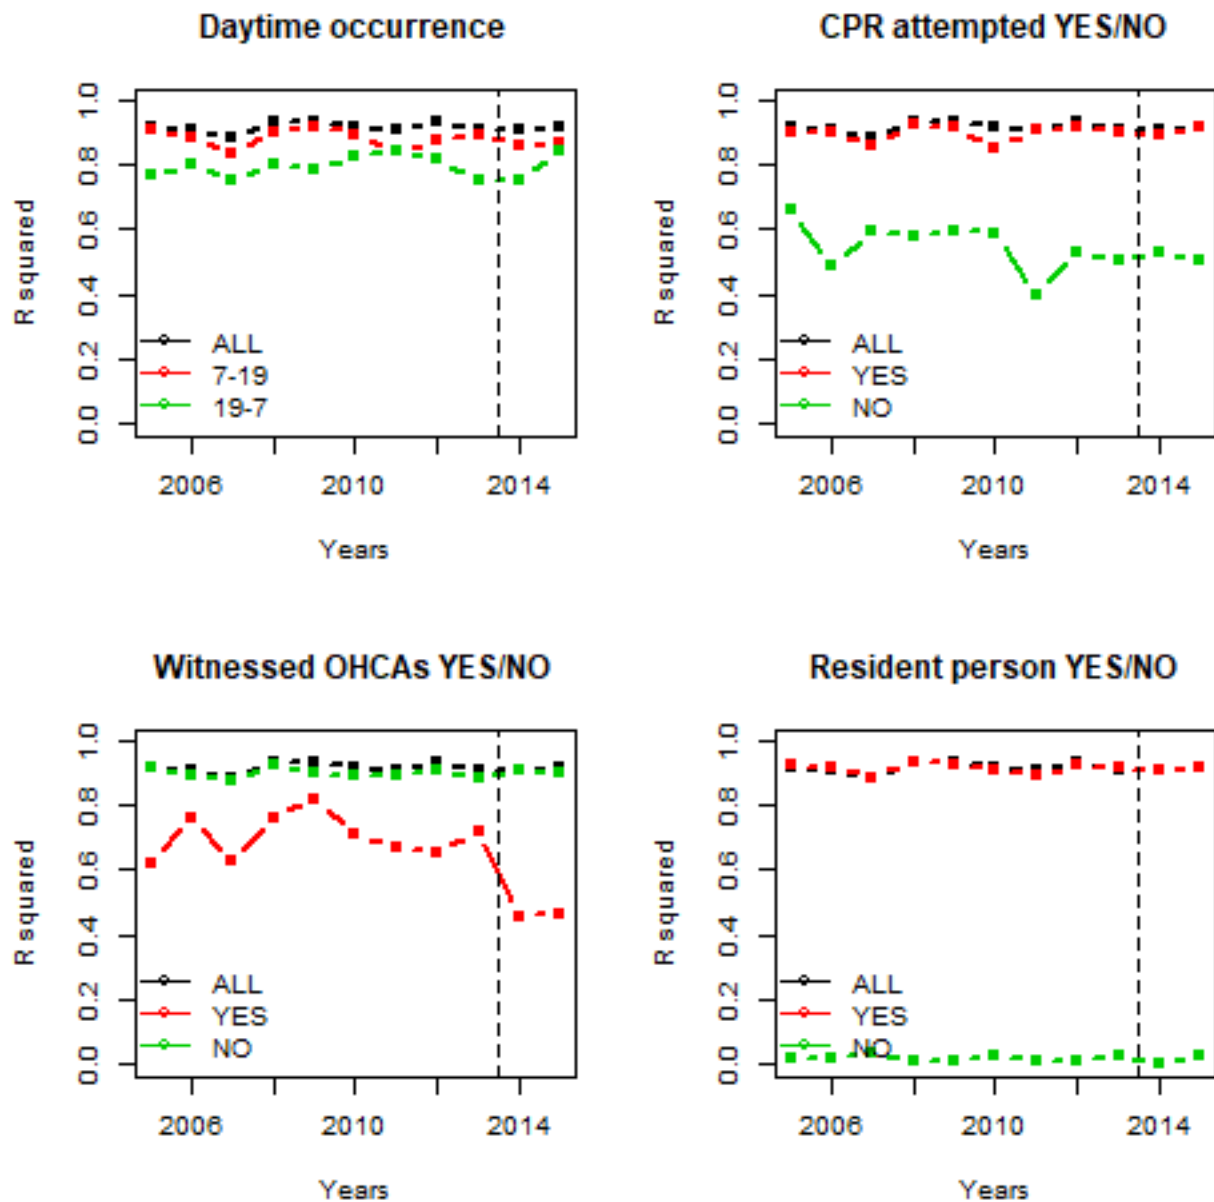 Daytime occurrence
R squared
1.0
0.8
0.6
0.4
0.2
0.0
ALL
7-19
19-7
2006
2010
2014
Years
CPR attempted YES/NO
R squared
1.0
0.8
0.6
0.4
0.2
0.0
ALL
YES
NO
2006
2010
2014
Years
Witnessed OHCAs YES/NO
R squared
1.0
0.8
0.6
0.4
0.2
0.0
ALL
YES
NO
2006
2010
2014
Years
Resident person YES/NO
R squared
1.0
0.8
0.6
0.4
0.2
0.0
ALL
YES
NO
2006
2010
2014
Years